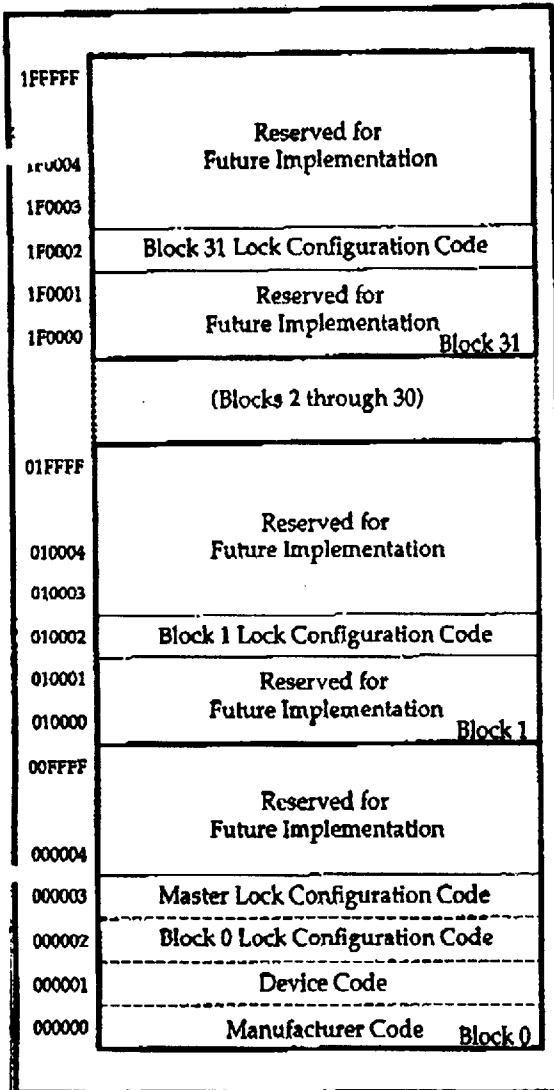 1FFFFF
Reserved for
Future Implementation
1F0004
1F0003
1F0002 Block 31 Lock Configuration Code
1F0001 Reserved for
Future Implementation
1F0000 Block 31
(Blocks 2 through 30)
01FFFF
Reserved for
010004 Future Implementation
010003
010002 Block 1 Lock Configuration Code
010001 Reserved for
Future Implementation
010000 Block 1
00FFFF
Reserved for
Future Implementation
000004
000003 Master Lock Configuration Code
000002 Block 0 Lock Configuration Code
000001 Device Code
000000 Manufacturer Code Block 0